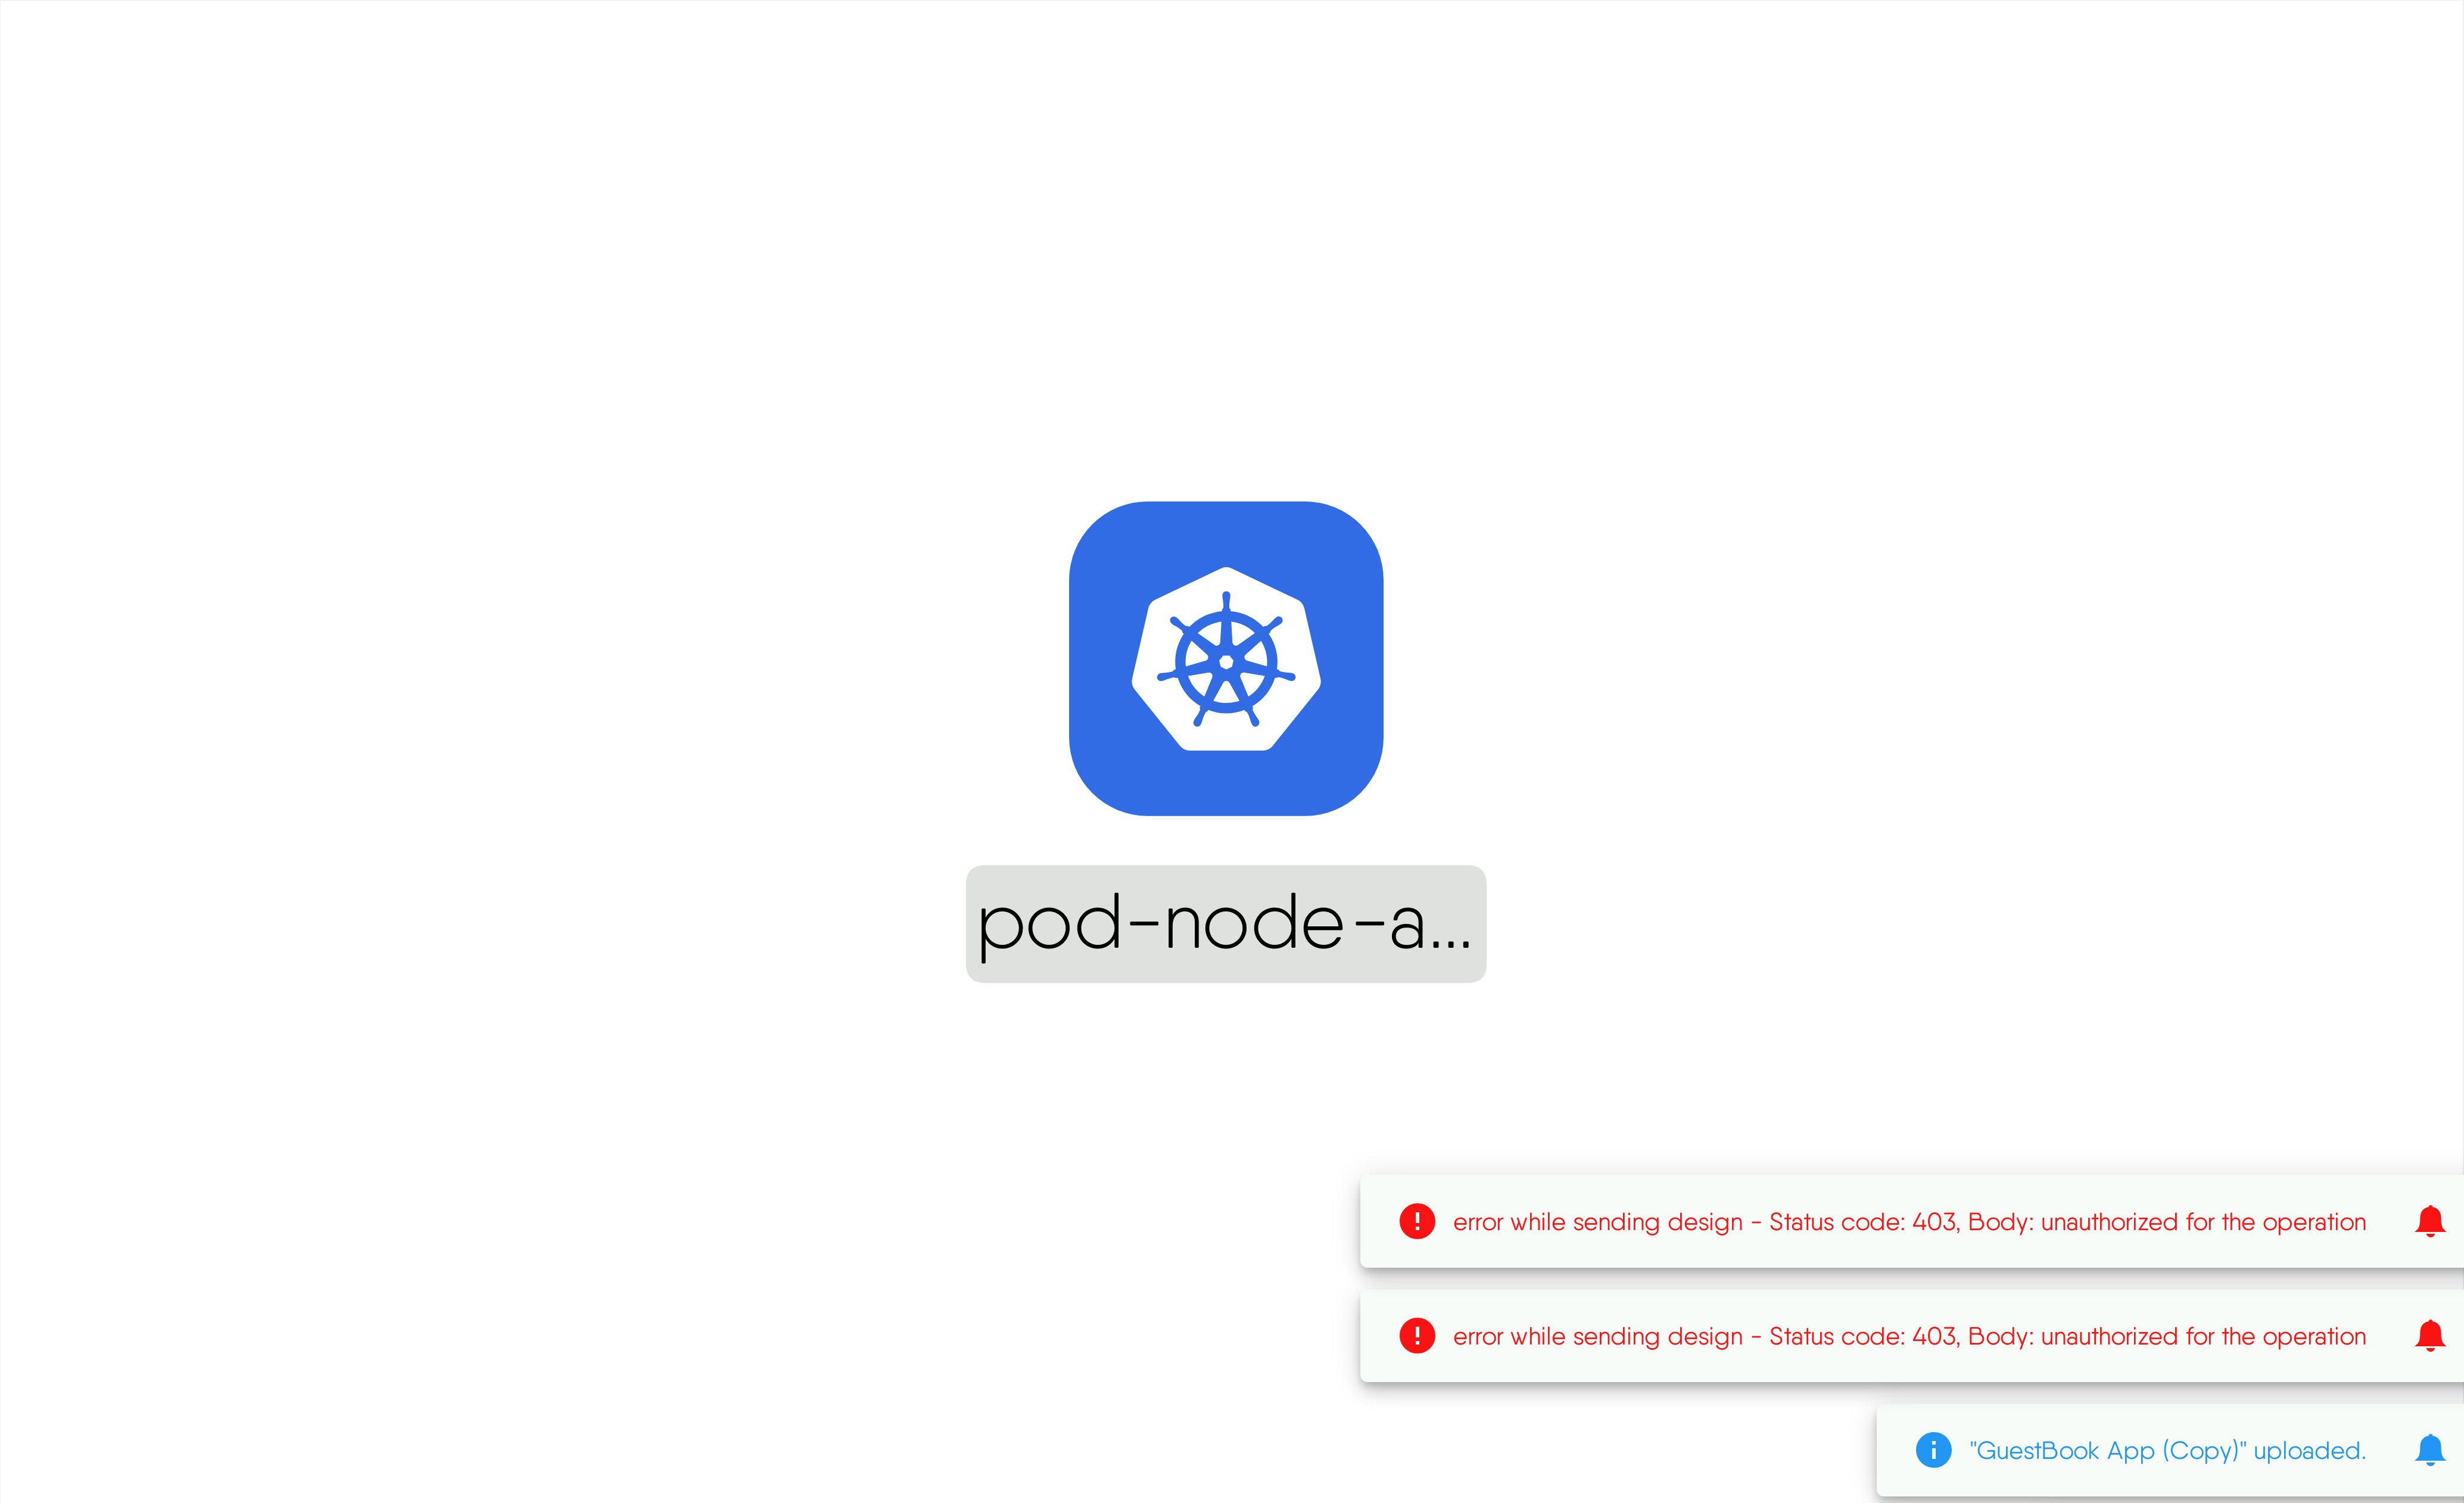 pod-node-a...
error while sending design - Status code: 403, Body: unauthorized for the operation
error while sending design - Status code: 403, Body: unauthorized for the operation
"GuestBook App (Copy)" uploaded.